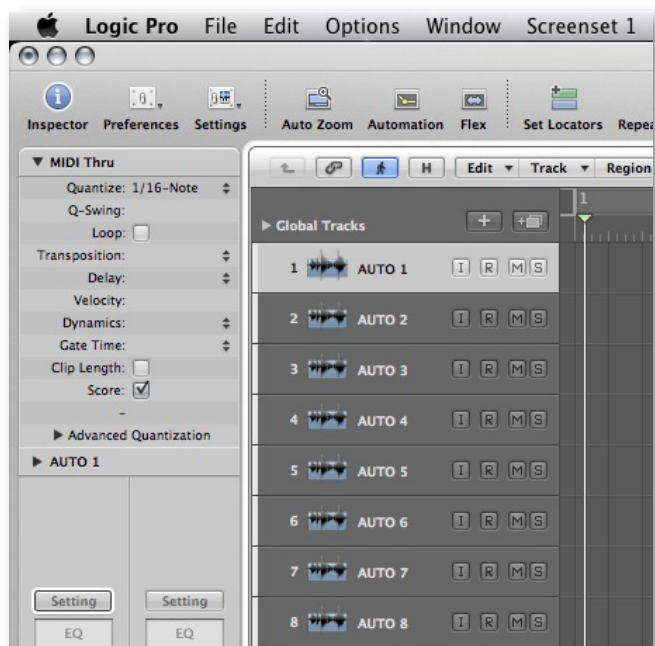 Logic Pro File Edit Options Window Screenset 1
Inspector Preferences Settings Auto Zoom Automation Flex Set Locators Repea
MIDI Thru
Quantize: 1/16-Note
Q-Swing:
Loop:
Transposition:
Delay:
Velocity:
Dynamics:
Gate Time:
Clip Length:
Score:
-
Advanced Quantization
AUTO 1
Setting Setting
EQ EQ
H Edit Track Region
1
Global Tracks
1 AUTO 1 I R M S
2 AUTO 2 I R M S
3 AUTO 3 I R M S
4 AUTO 4 I R M S
5 AUTO 5 I R M S
6 AUTO 6 I R M S
7 AUTO 7 I R M S
8 AUTO 8 I R M S